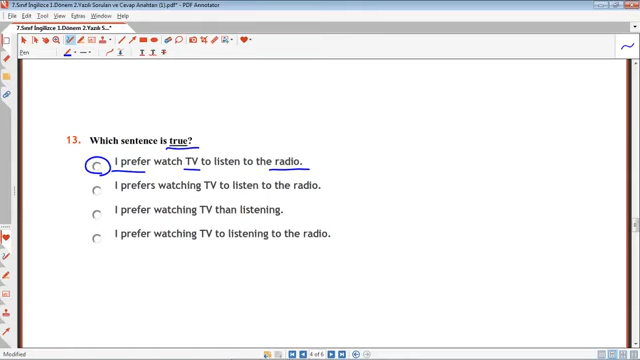 7.Sınıf İngilizce 1.Dönem 2.Yazılı Soruları ve Cevap Anahtarı (1).pdf* - PDF Annotator
File Edit View Insert Document Tool Extras Window Help
7.Sınıf İngilizce 1.Dönem 2.Yazılı S...*
Pen
13. Which sentence is true?
I prefer watch TV to listen to the radio.
I prefers watching TV to listen to the radio.
I prefer watching TV than listening.
I prefer watching TV to listening to the radio.
Modified
4 of 6